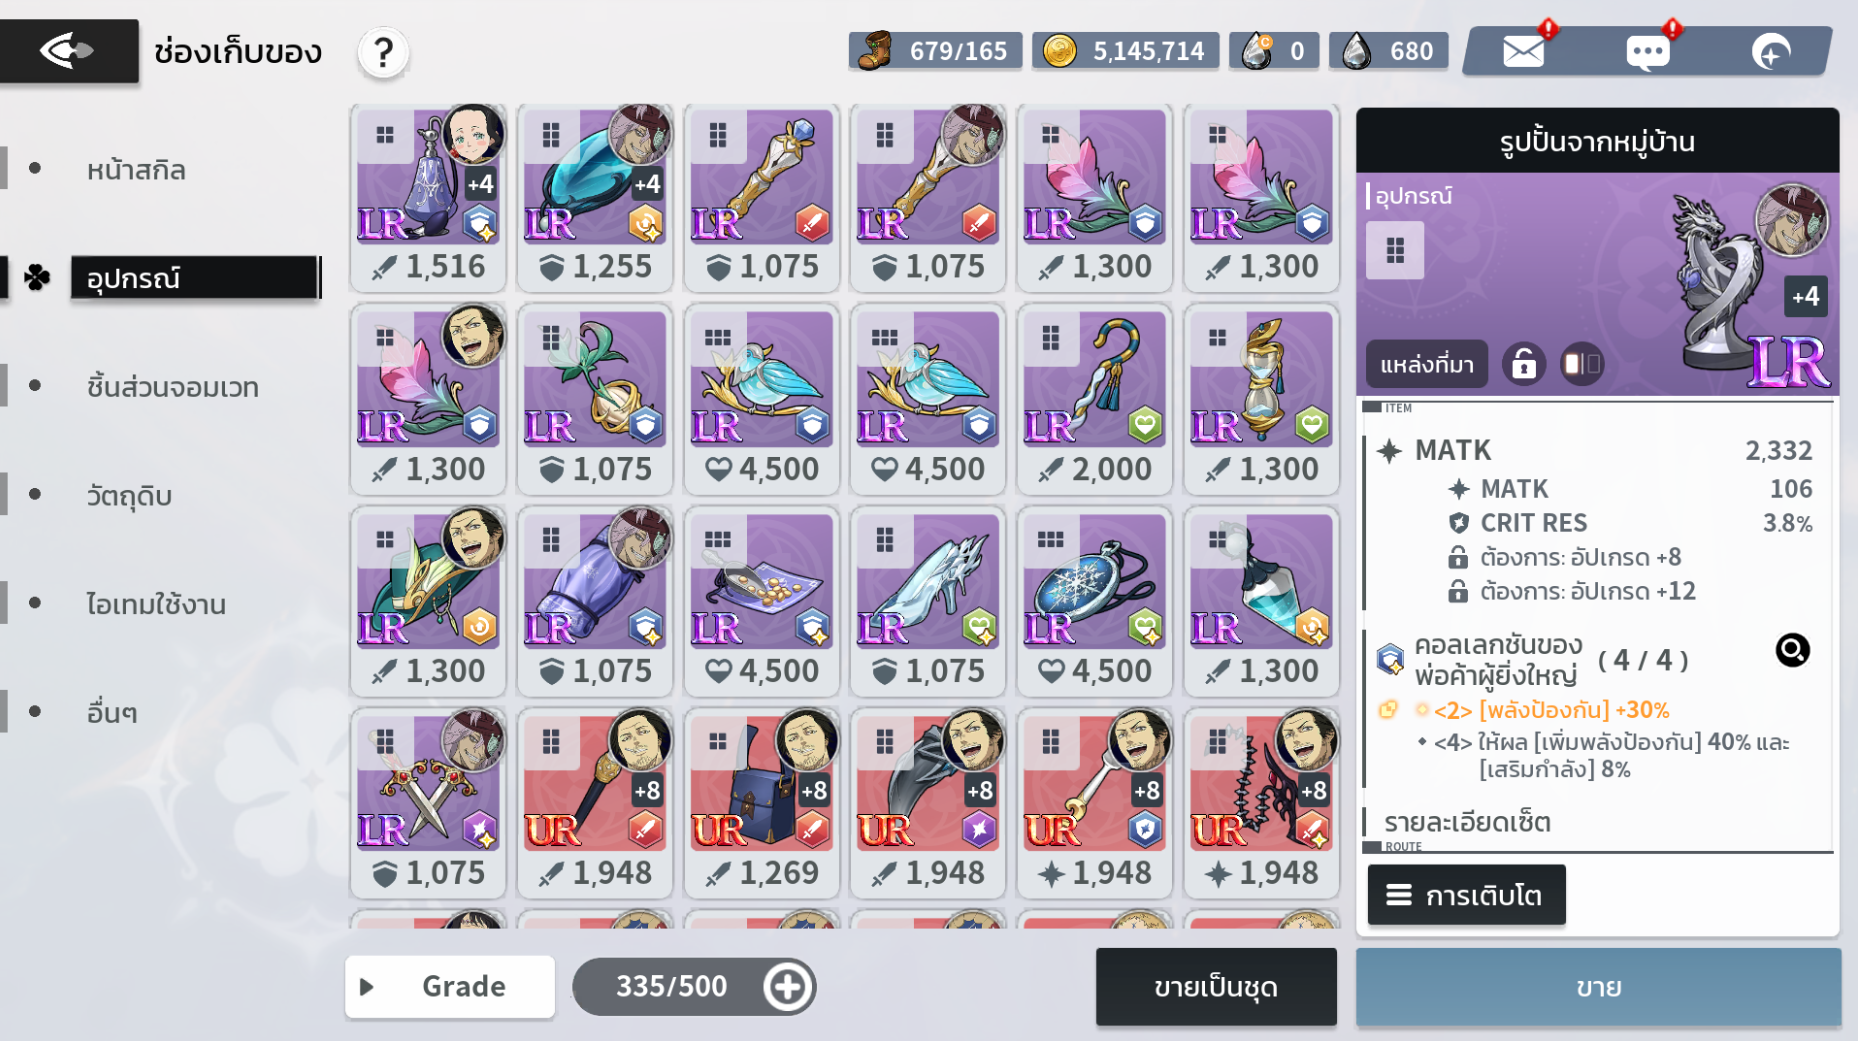 ช่องเก็บของ
?
679/165
5,145,714
0
680
หน้าสกิล
อุปกรณ์
ชิ้นส่วนจอมเวท
วัตถุดิบ
ไอเทมใช้งาน
อื่นๆ
+4
+4
LR LR LR LR LR LR
1,516 1,255 1,075 1,075 1,300 1,300
LR LR LR LR LR LR
1,300 1,075 4,500 4,500 2,000 1,300
LR LR LR LR LR LR
1,300 1,075 4,500 1,075 4,500 1,300
+8 +8 +8 +8 +8
LR UR UR UR UR UR
1,075 1,948 1,269 1,948 1,948 1,948
Grade
335/500
ขายเป็นชุด
รูปปั้นจากหมู่บ้าน
อุปกรณ์
+4
LR
แหล่งที่มา
ITEM
MATK 2,332
MATK 106
CRIT RES 3.8%
ต้องการ: อัปเกรด +8
ต้องการ: อัปเกรด +12
คอลเลกชันของ
พ่อค้าผู้ยิ่งใหญ่ ( 4 / 4 )
<2> [พลังป้องกัน] +30%
<4> ให้ผล [เพิ่มพลังป้องกัน] 40% และ
[เสริมกำลัง] 8%
รายละเอียดเซ็ต
ROUTE
การเติบโต
ขาย